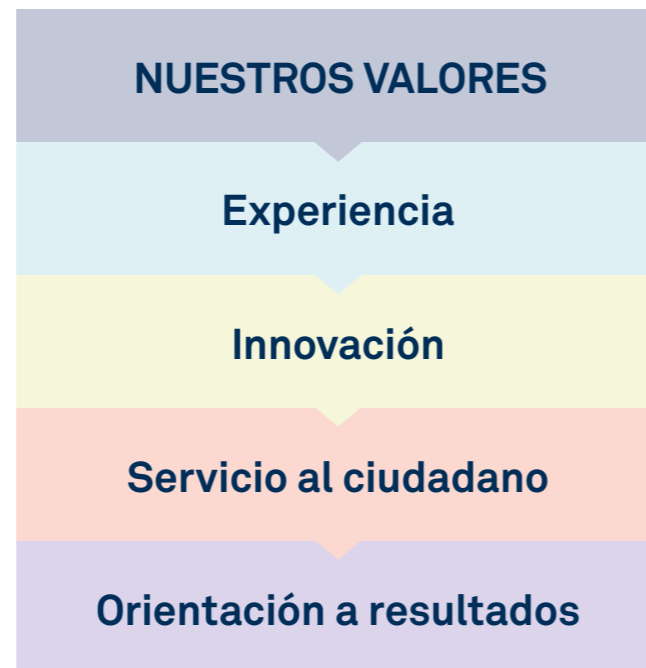 NUESTROS VALORES
Experiencia
Innovación
Servicio al ciudadano
Orientación a resultados